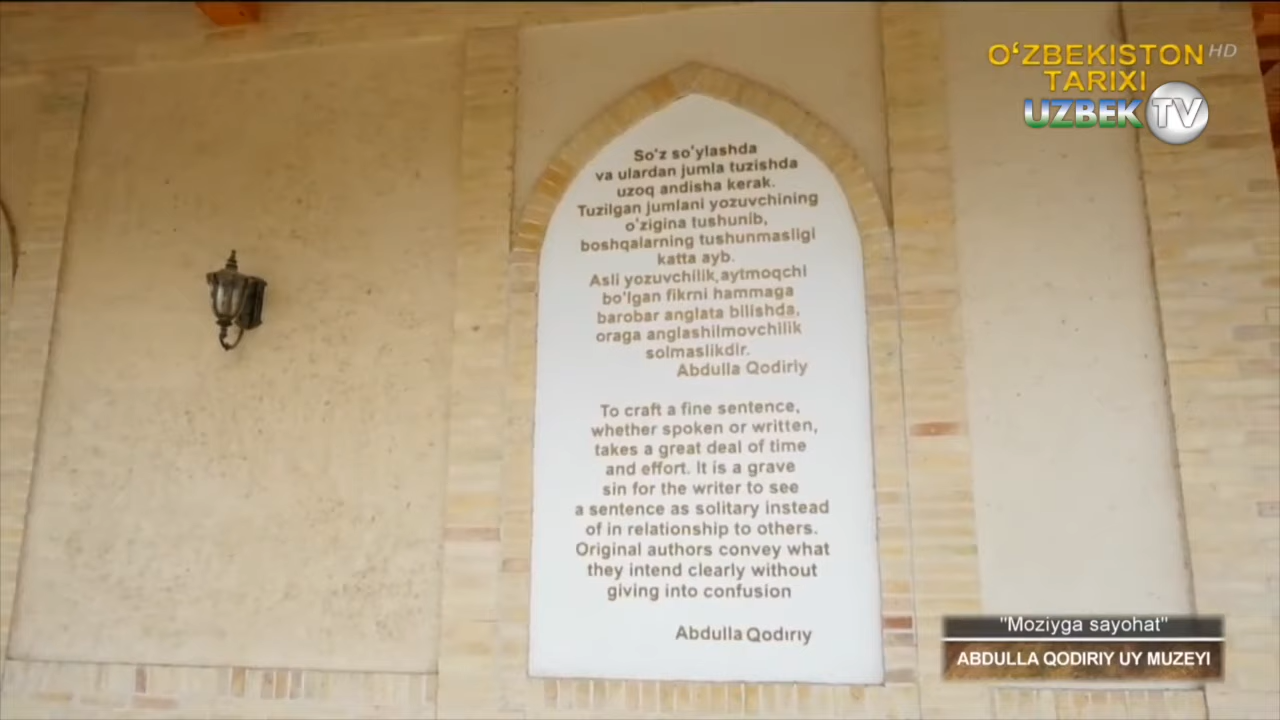 O‘ZBEKISTON HD
TARIXI
UZBEK TV
So'z so'ylashda
va ulardan jumla tuzishda
uzoq andisha kerak.
Tuzilgan jumlani yozuvchining
o'zigina tushunib,
boshqalarning tushunmasligi
katta ayb.
Asli yozuvchilik,aytmoqchi
bo'lgan fikrni hammaga
barobar anglata bilishda,
oraga anglashilmovchilik
solmaslikdir.
Abdulla Qodiriy
To craft a fine sentence,
whether spoken or written,
takes a great deal of time
and effort. It is a grave
sin for the writer to see
a sentence as solitary instead
of in relationship to others.
Original authors convey what
they intend clearly without
giving into confusion
Abdulla Qodırıy
"Moziyga sayohat"
ABDULLA QODIRIY UY MUZEYI